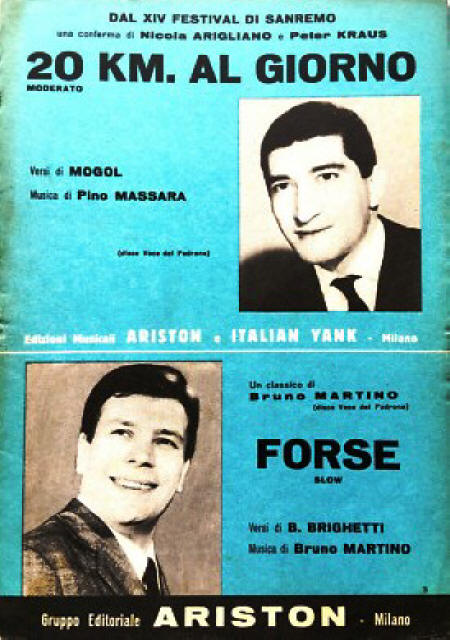 DAL XIV FESTIVAL DI SANREMO
una conferma di Nicola ARIGLIANO e Peter KRAUS
20 KM. AL GIORNO
MODERATO
Versi di MOGOL
Musica di Pino MASSARA
(disco Voce del Padrone)
Edizioni Musicali ARISTON e ITALIAN YANK - Milano
Un classico di
Bruno MARTINO
(disco Voce del Padrone)
FORSE
SLOW
Versi di B. BRIGHETTI
Musica di Bruno MARTINO
Gruppo Editoriale ARISTON - Milano